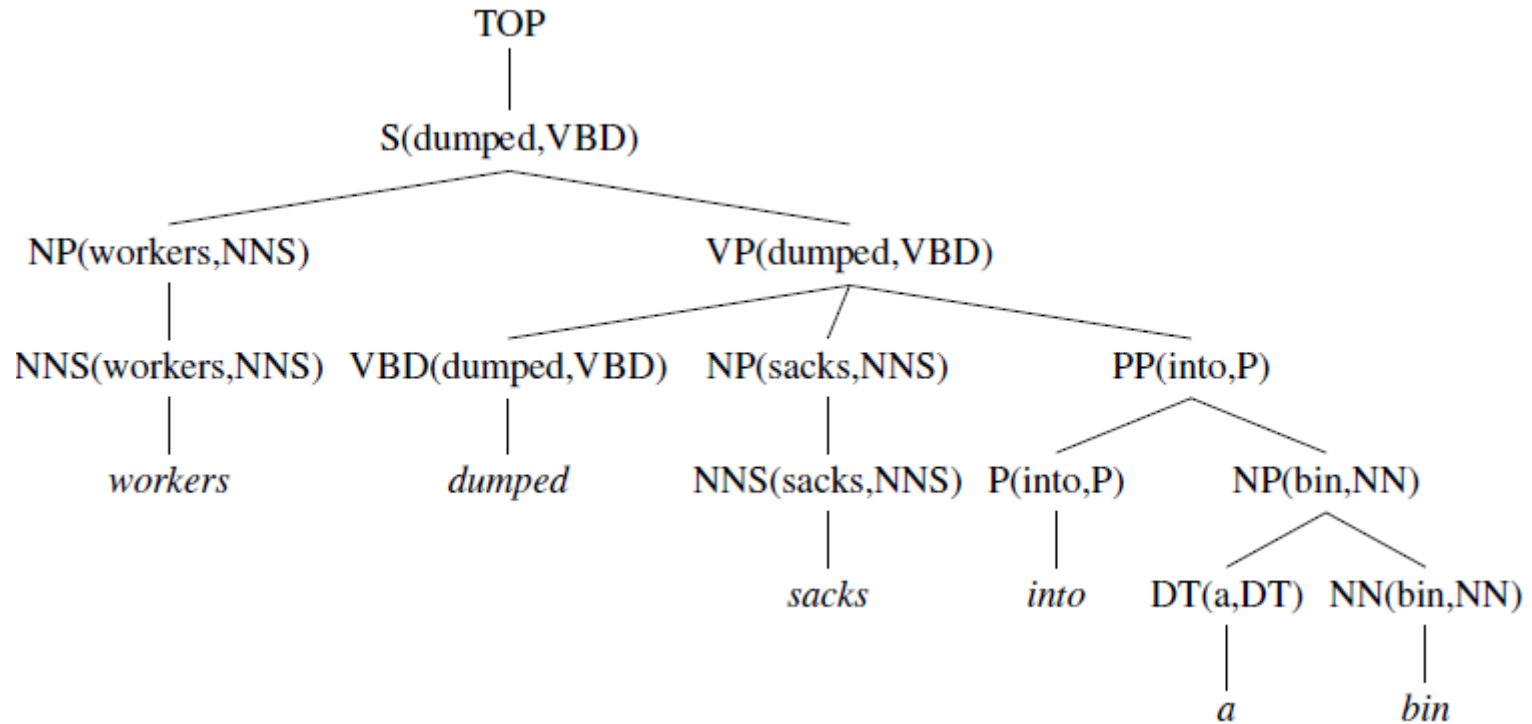 TOP
S(dumped,VBD)
NP(workers,NNS) VP(dumped,VBD)
NNS(workers,NNS) VBD(dumped,VBD) NP(sacks,NNS) PP(into,P)
workers dumped NNS(sacks,NNS) P(into,P) NP(bin,NN)
sacks into DT(a,DT) NN(bin,NN)
a bin